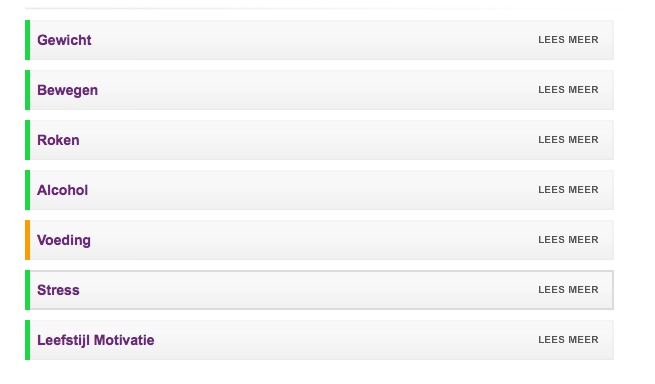 Gewicht LEES MEER
Bewegen LEES MEER
Roken LEES MEER
Alcohol LEES MEER
Voeding LEES MEER
Stress LEES MEER
Leefstijl Motivatie LEES MEER